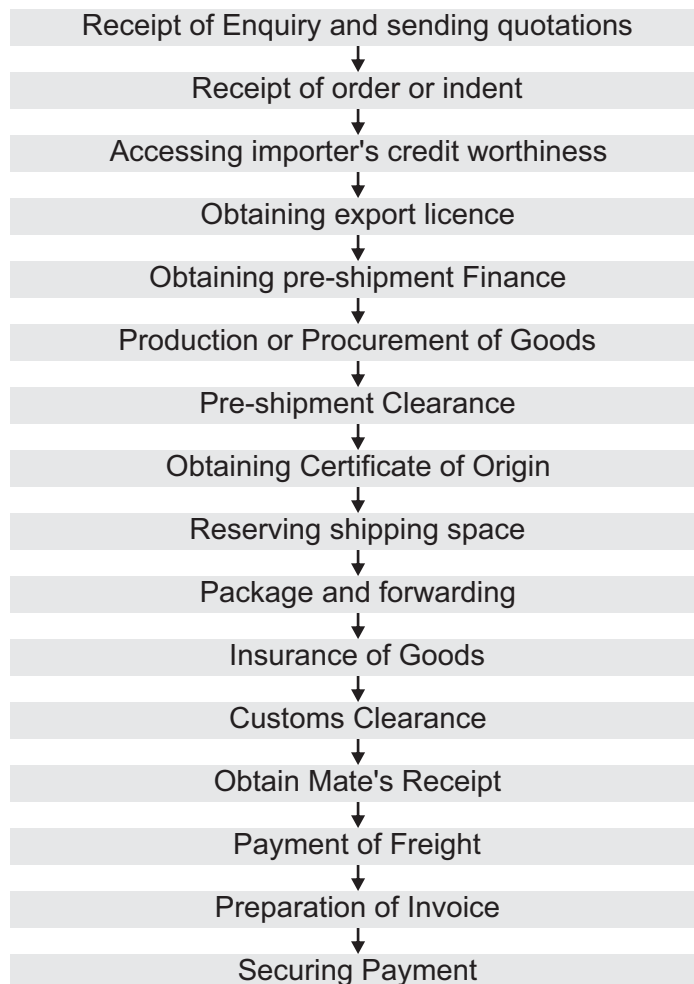 Receipt of Enquiry and sending quotations
Receipt of order or indent
Accessing importer's credit worthiness
Obtaining export licence
Obtaining pre-shipment Finance
Production or Procurement of Goods
Pre-shipment Clearance
Obtaining Certificate of Origin
Reserving shipping space
Package and forwarding
Insurance of Goods
Customs Clearance
Obtain Mate's Receipt
Payment of Freight
Preparation of Invoice
Securing Payment